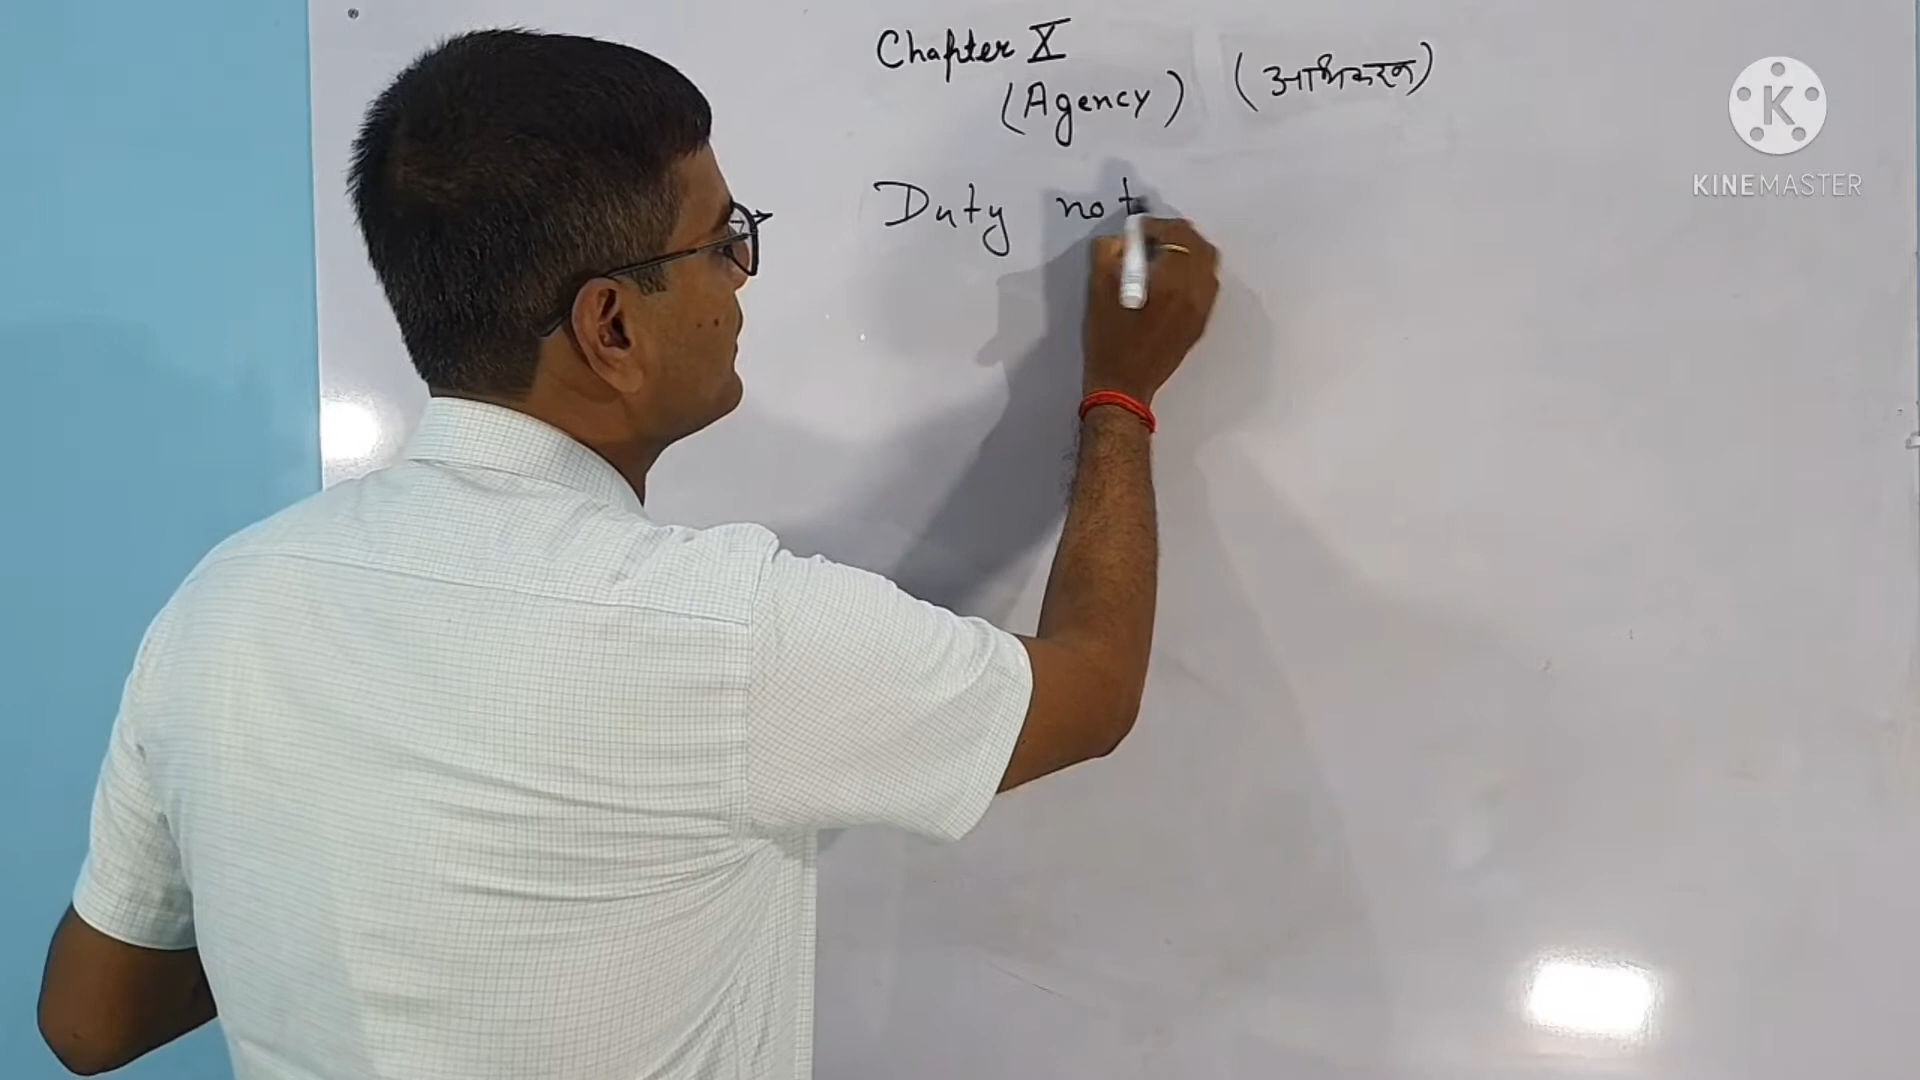 Chapter X
(Agency) (अभिकरण)
Duty not
K
KINEMASTER